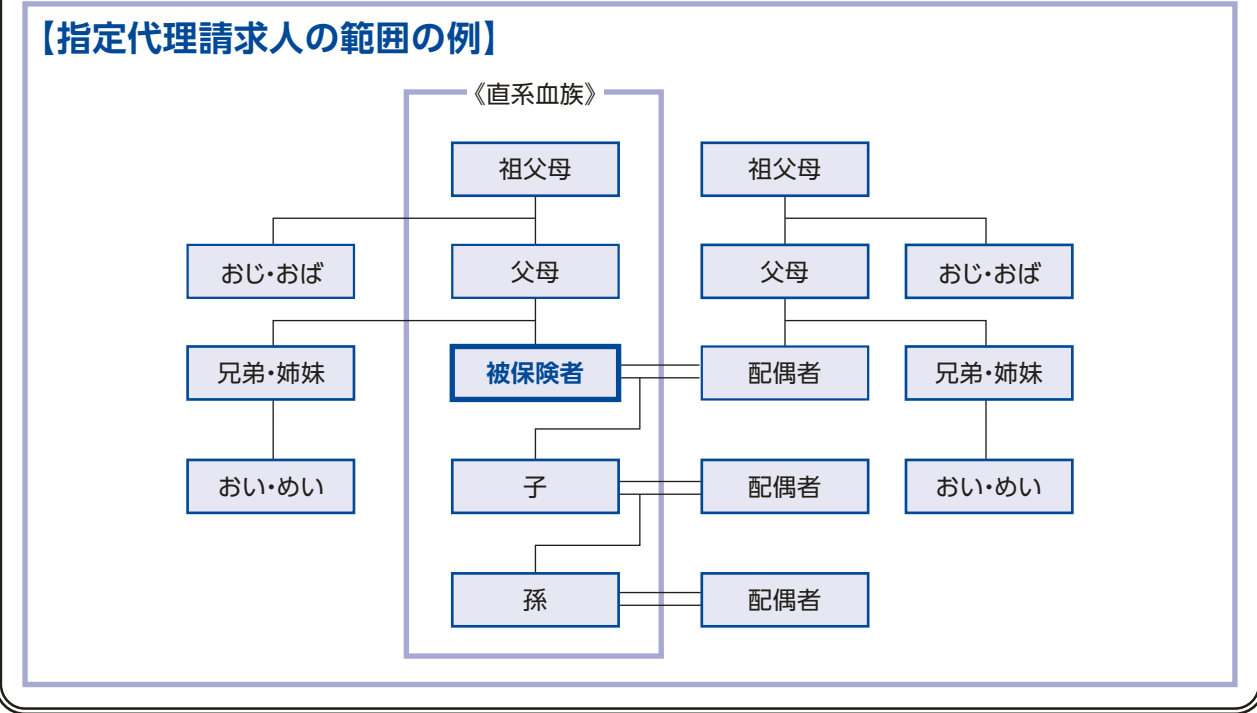 【指定代理請求人の範囲の例】
《直系血族》
祖父母
祖父母
おじ・おば
父母
父母
おじ・おば
兄弟・姉妹
被保険者
配偶者
兄弟・姉妹
おい・めい
子
配偶者
おい・めい
孫
配偶者